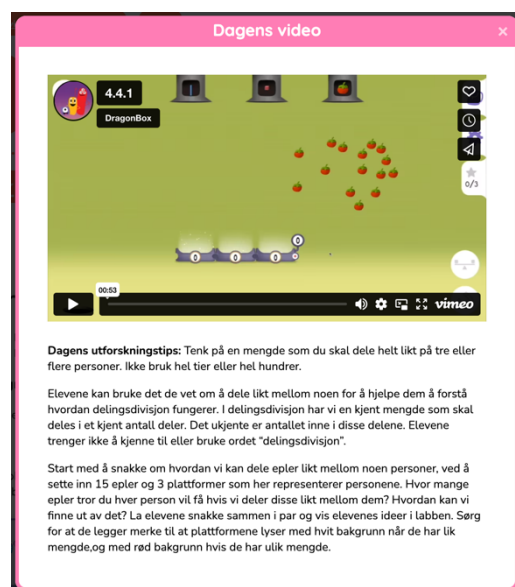 Dagens video
4.4.1
DragonBox
0/3
0
0 0 0
00:53
vimeo
Dagens utforskningstips: Tenk på en mengde som du skal dele helt likt på tre eller
flere personer. Ikke bruk hel tier eller hel hundrer.
Elevene kan bruke det de vet om å dele likt mellom noen for å hjelpe dem å forstå
hvordan delingsdivisjon fungerer. I delingsdivisjon har vi en kjent mengde som skal
deles i et kjent antall deler. Det ukjente er antallet inne i disse delene. Elevene
trenger ikke å kjenne til eller bruke ordet “delingsdivisjon”.
Start med å snakke om hvordan vi kan dele epler likt mellom noen personer, ved å
sette inn 15 epler og 3 plattformer som her representerer personene. Hvor mange
epler tror du hver person vil få hvis vi deler disse likt mellom dem? Hvordan kan vi
finne ut av det? La elevene snakke sammen i par og vis elevenes ideer i labben. Sørg
for at de legger merke til at plattformene lyser med hvit bakgrunn når de har lik
mengde,og med rød bakgrunn hvis de har ulik mengde.